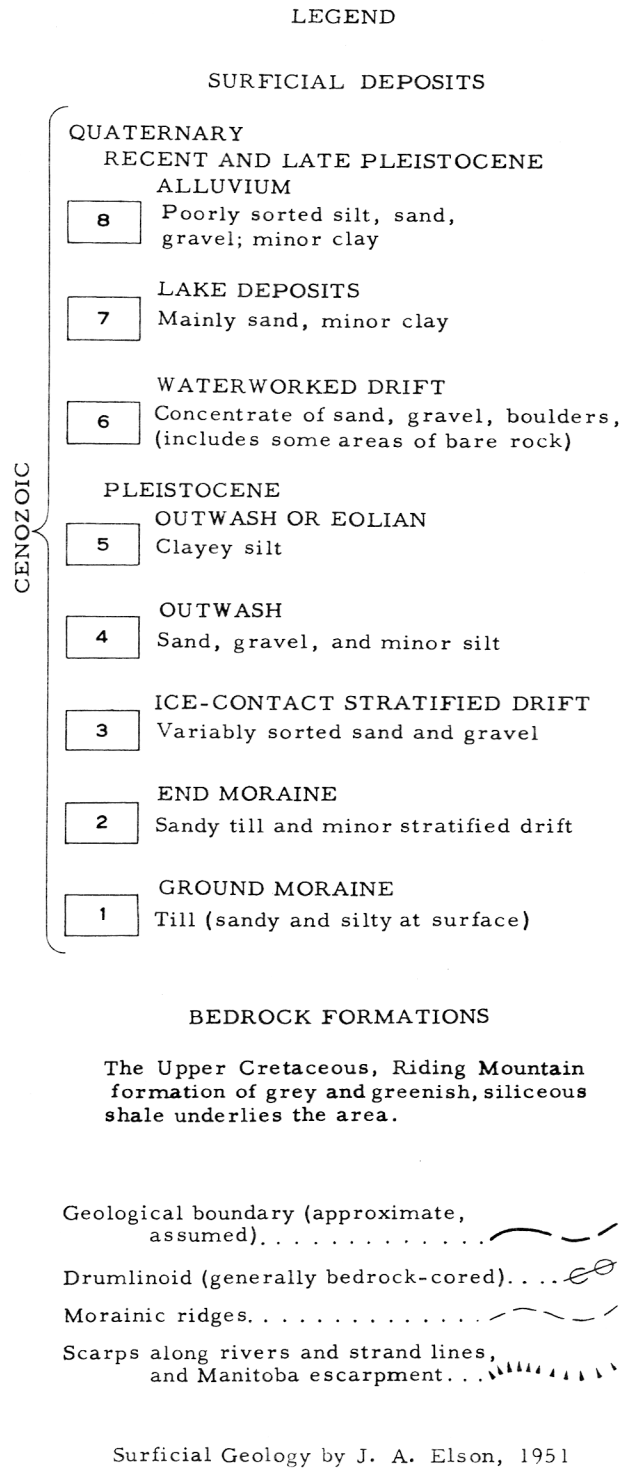 LEGEND
SURFICIAL DEPOSITS
CENOZOIC
QUATERNARY
RECENT AND LATE PLEISTOCENE
ALLUVIUM
8 Poorly sorted silt, sand,
gravel; minor clay
LAKE DEPOSITS
7 Mainly sand, minor clay
WATERWORKED DRIFT
6 Concentrate of sand, gravel, boulders,
(includes some areas of bare rock)
PLEISTOCENE
OUTWASH OR EOLIAN
5 Clayey silt
OUTWASH
4 Sand, gravel, and minor silt
ICE-CONTACT STRATIFIED DRIFT
3 Variably sorted sand and gravel
END MORAINE
2 Sandy till and minor stratified drift
GROUND MORAINE
1 Till (sandy and silty at surface)
BEDROCK FORMATIONS
The Upper Cretaceous, Riding Mountain
formation of grey and greenish, siliceous
shale underlies the area.
Geological boundary (approximate,
assumed). . . . . . . . . . . . .
Drumlinoid (generally bedrock-cored). . . .
Morainic ridges. . . . . . . . . . . . . .
Scarps along rivers and strand lines,
and Manitoba escarpment. . .
Surficial Geology by J. A. Elson, 1951